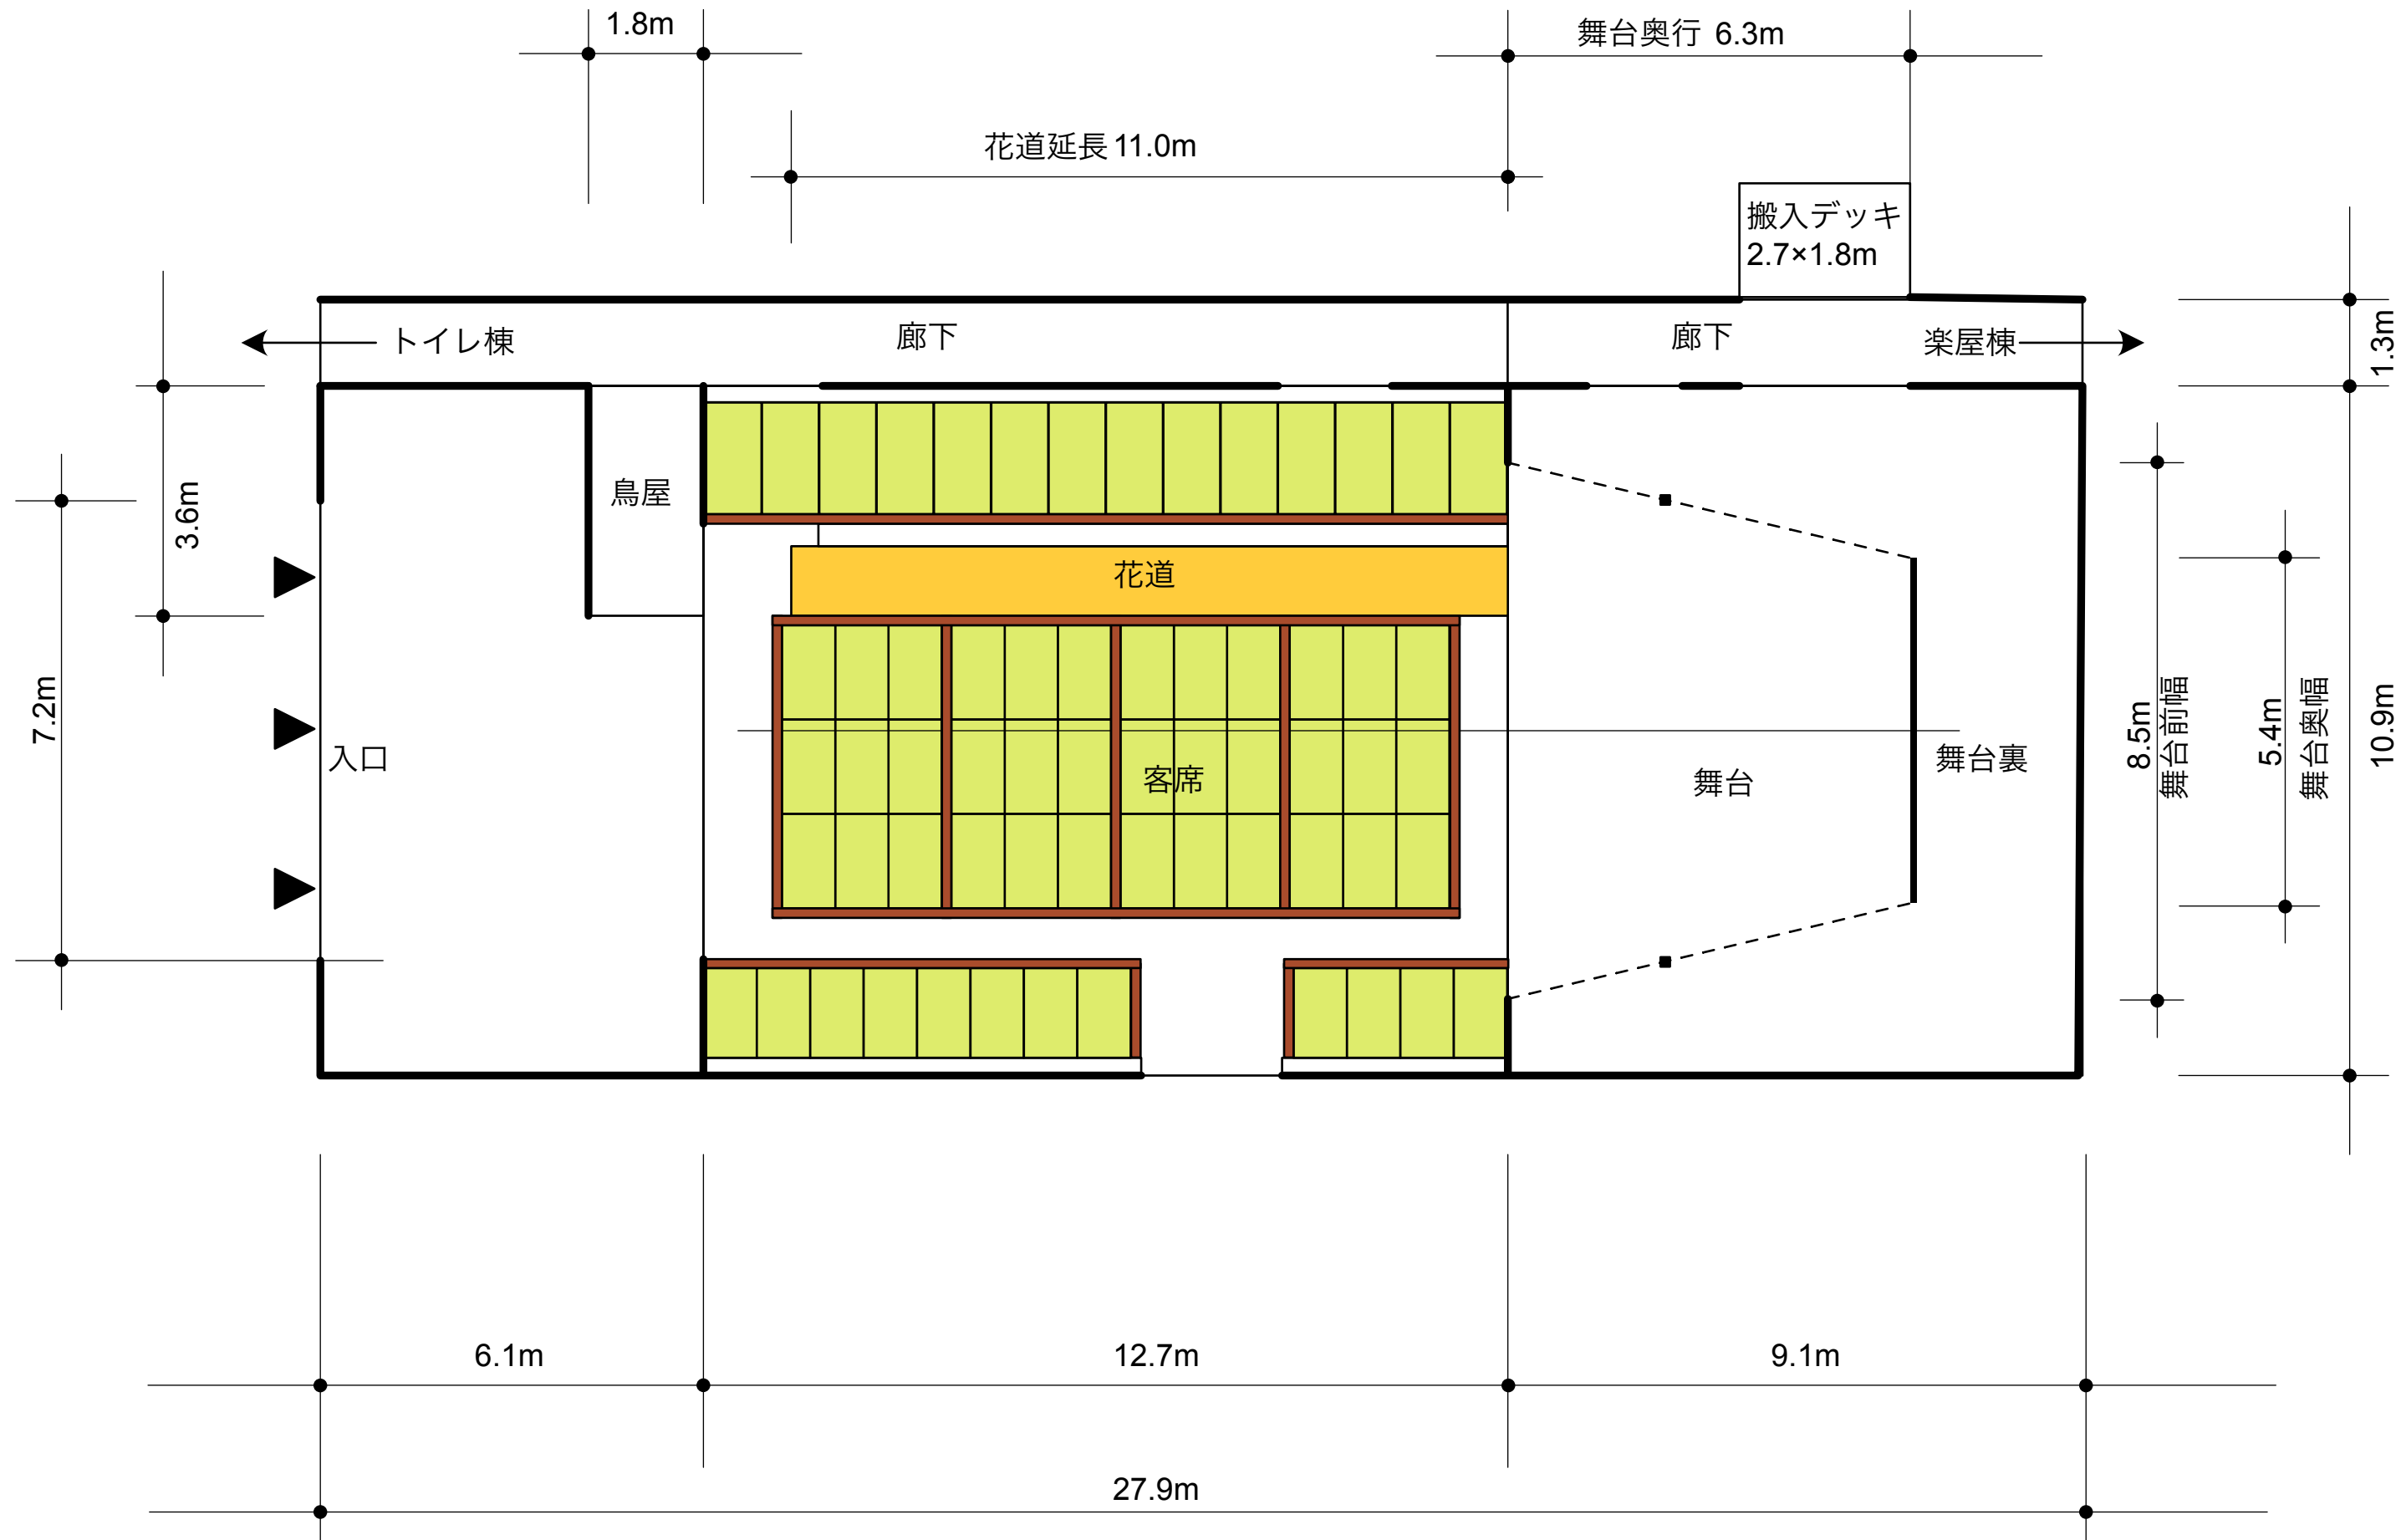 1.8m
舞台奥行 6.3m
花道延長 11.0m
搬入デッキ
2.7×1.8m
トイレ棟
廊下
廊下
楽屋棟
1.3m
3.6m
鳥屋
花道
7.2m
入口
客席
舞台
舞台裏
8.5m
舞台前幅
5.4m
舞台奥幅
10.9m
6.1m
12.7m
9.1m
27.9m